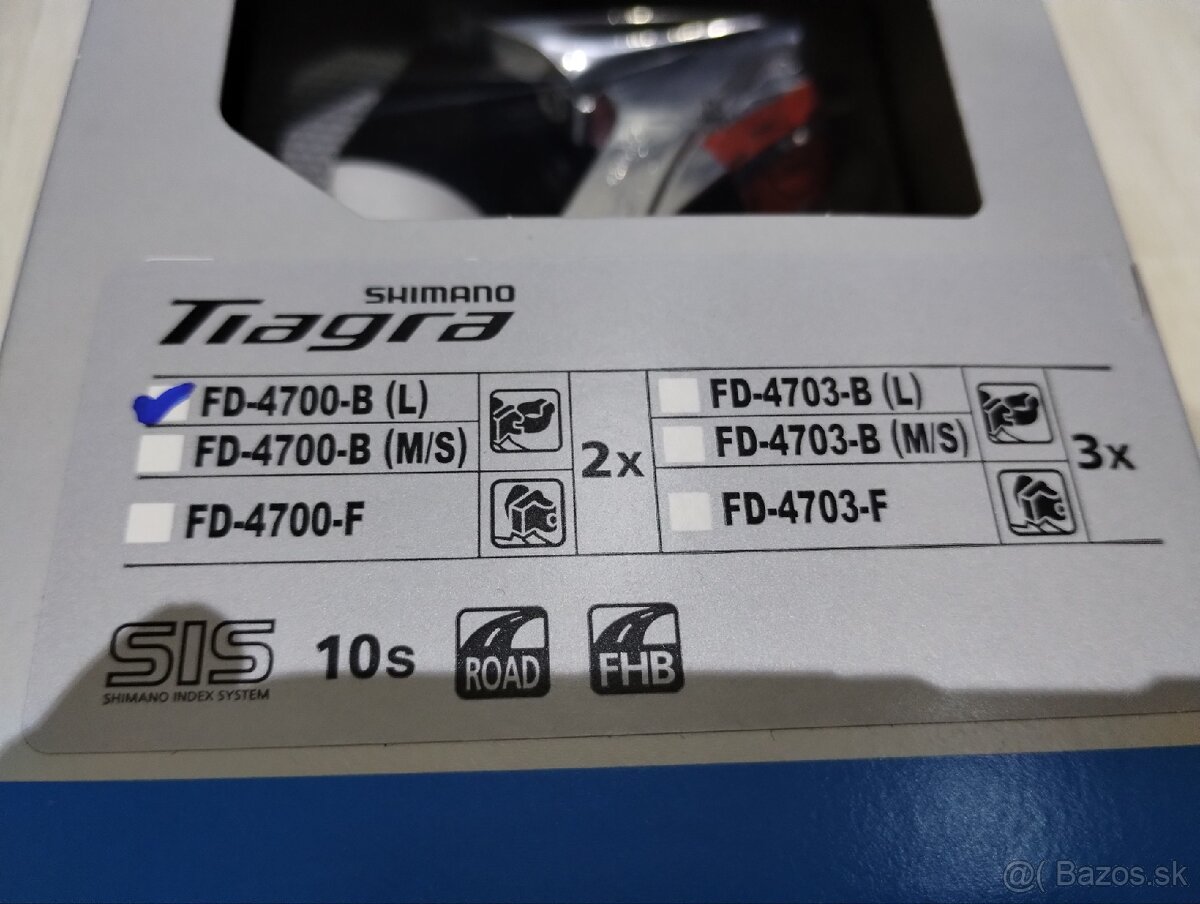 SHIMANO
Tiagra
FD-4700-B (L)
FD-4700-B (M/S)
FD-4700-F
2x
FD-4703-B (L)
FD-4703-B (M/S)
FD-4703-F
3x
SIS
SHIMANO INDEX SYSTEM
10s
ROAD
FHB
@( Bazos.sk